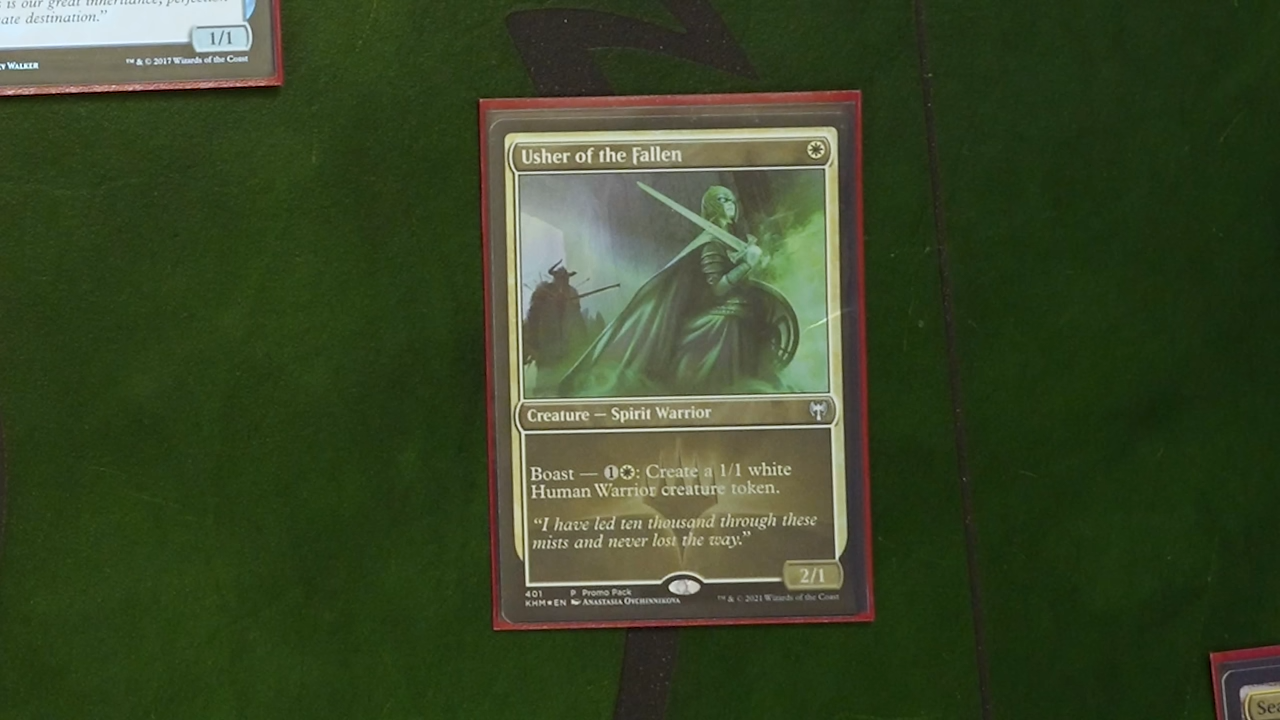 is our great inheritance, perfection
ate destination."
1/1
WALKER
™ & © 2017 Wizards of the Coast
Usher of the Fallen
Creature — Spirit Warrior
Boast — 1: Create a 1/1 white
Human Warrior creature token.
"I have led ten thousand through these
mists and never lost the way."
2/1
401 P Promo Pack
KHM★EN ANASTASIA OVCHINNIKOVA
™ & © 2021 Wizards of the Coast
Sea